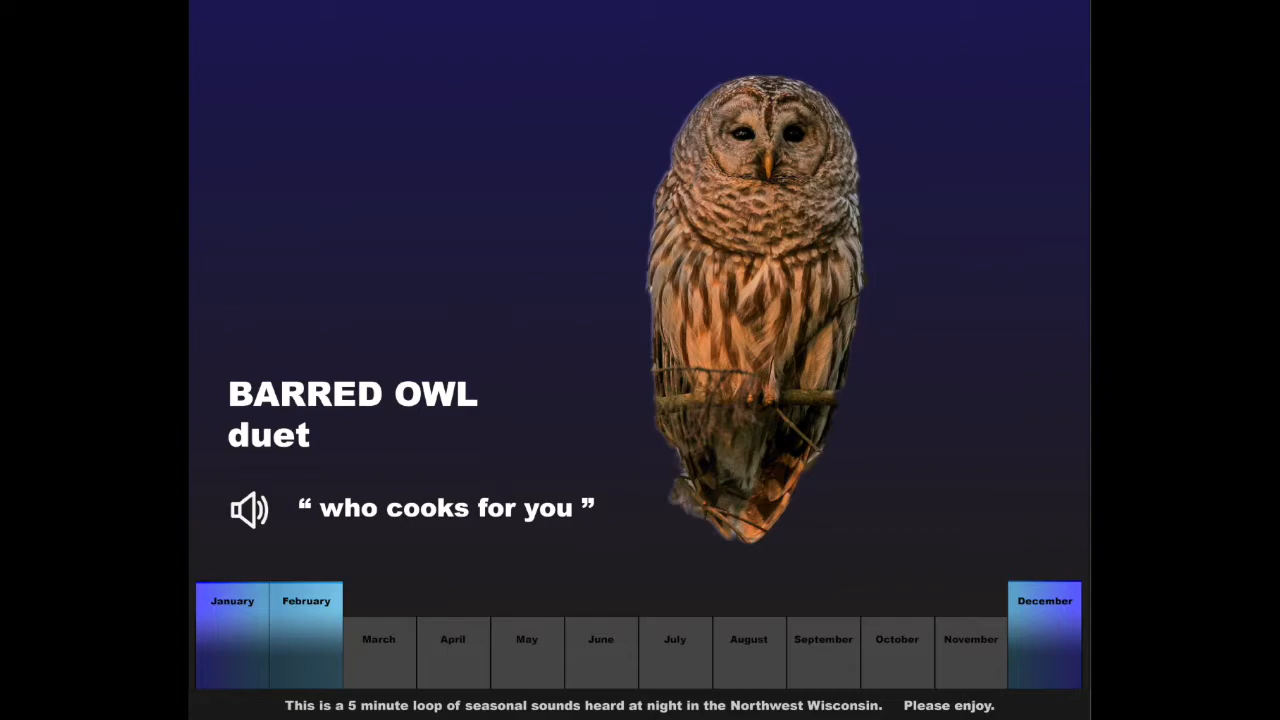 BARRED OWL
duet
“ who cooks for you ”
January February March April May June July August September October November December
This is a 5 minute loop of seasonal sounds heard at night in the Northwest Wisconsin. Please enjoy.